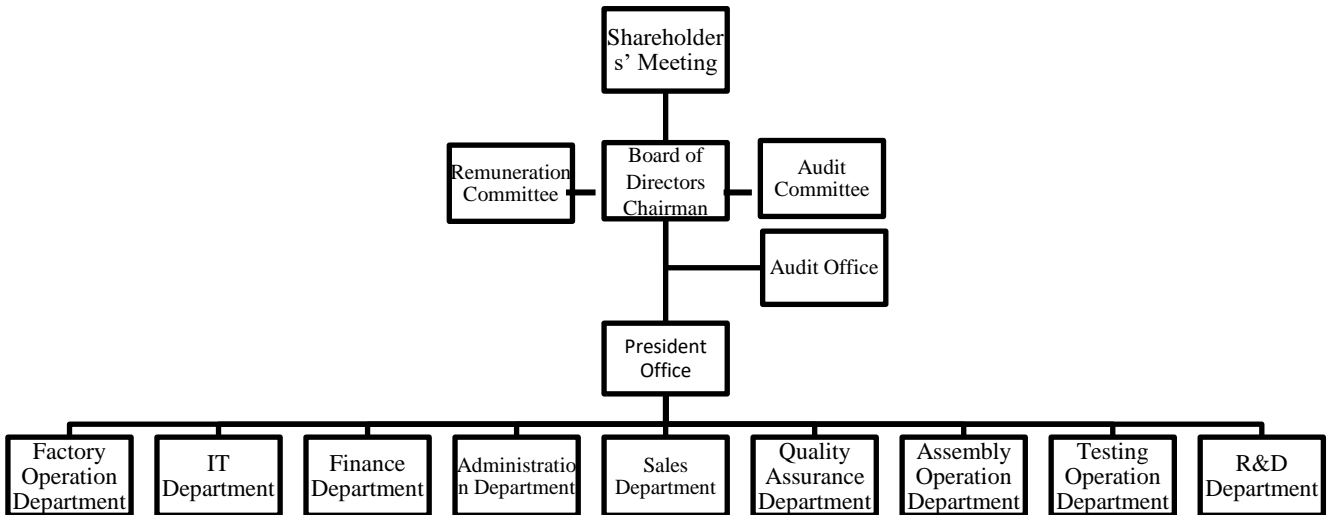 Shareholder
s’ Meeting
Remuneration
Committee
Board of
Directors
Chairman
Audit
Committee
Audit Office
President
Office
Factory
Operation
Department
IT
Department
Finance
Department
Administratio
n Department
Sales
Department
Quality
Assurance
Department
Assembly
Operation
Department
Testing
Operation
Department
R&D
Department